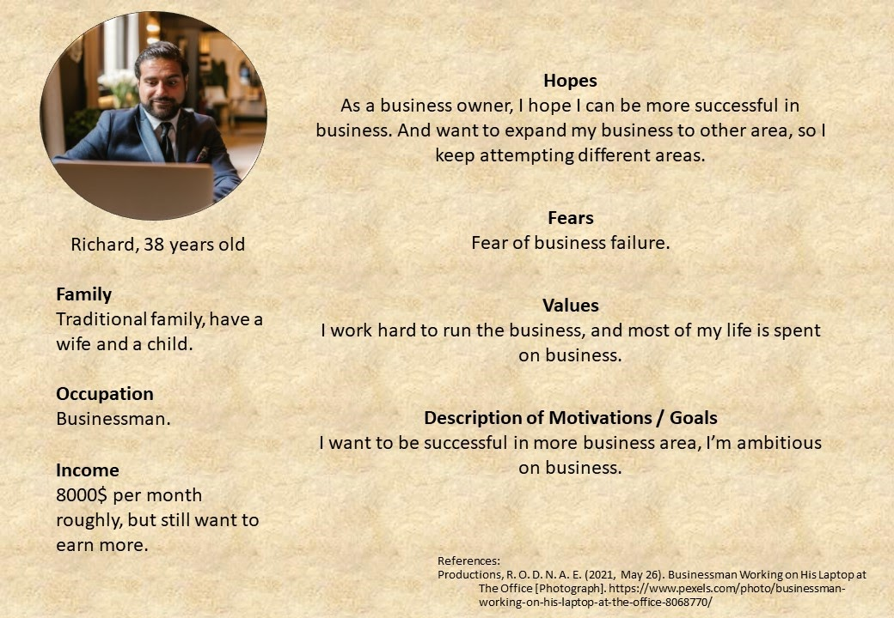 Richard, 38 years old
Family
Traditional family, have a
wife and a child.
Occupation
Businessman.
Income
8000$ per month
roughly, but still want to
earn more.
Hopes
As a business owner, I hope I can be more successful in
business. And want to expand my business to other area, so I
keep attempting different areas.
Fears
Fear of business failure.
Values
I work hard to run the business, and most of my life is spent
on business.
Description of Motivations / Goals
I want to be successful in more business area, I’m ambitious
on business.
References:
Productions, R. O. D. N. A. E. (2021, May 26). Businessman Working on His Laptop at
The Office [Photograph]. https://www.pexels.com/photo/businessman-
working-on-his-laptop-at-the-office-8068770/